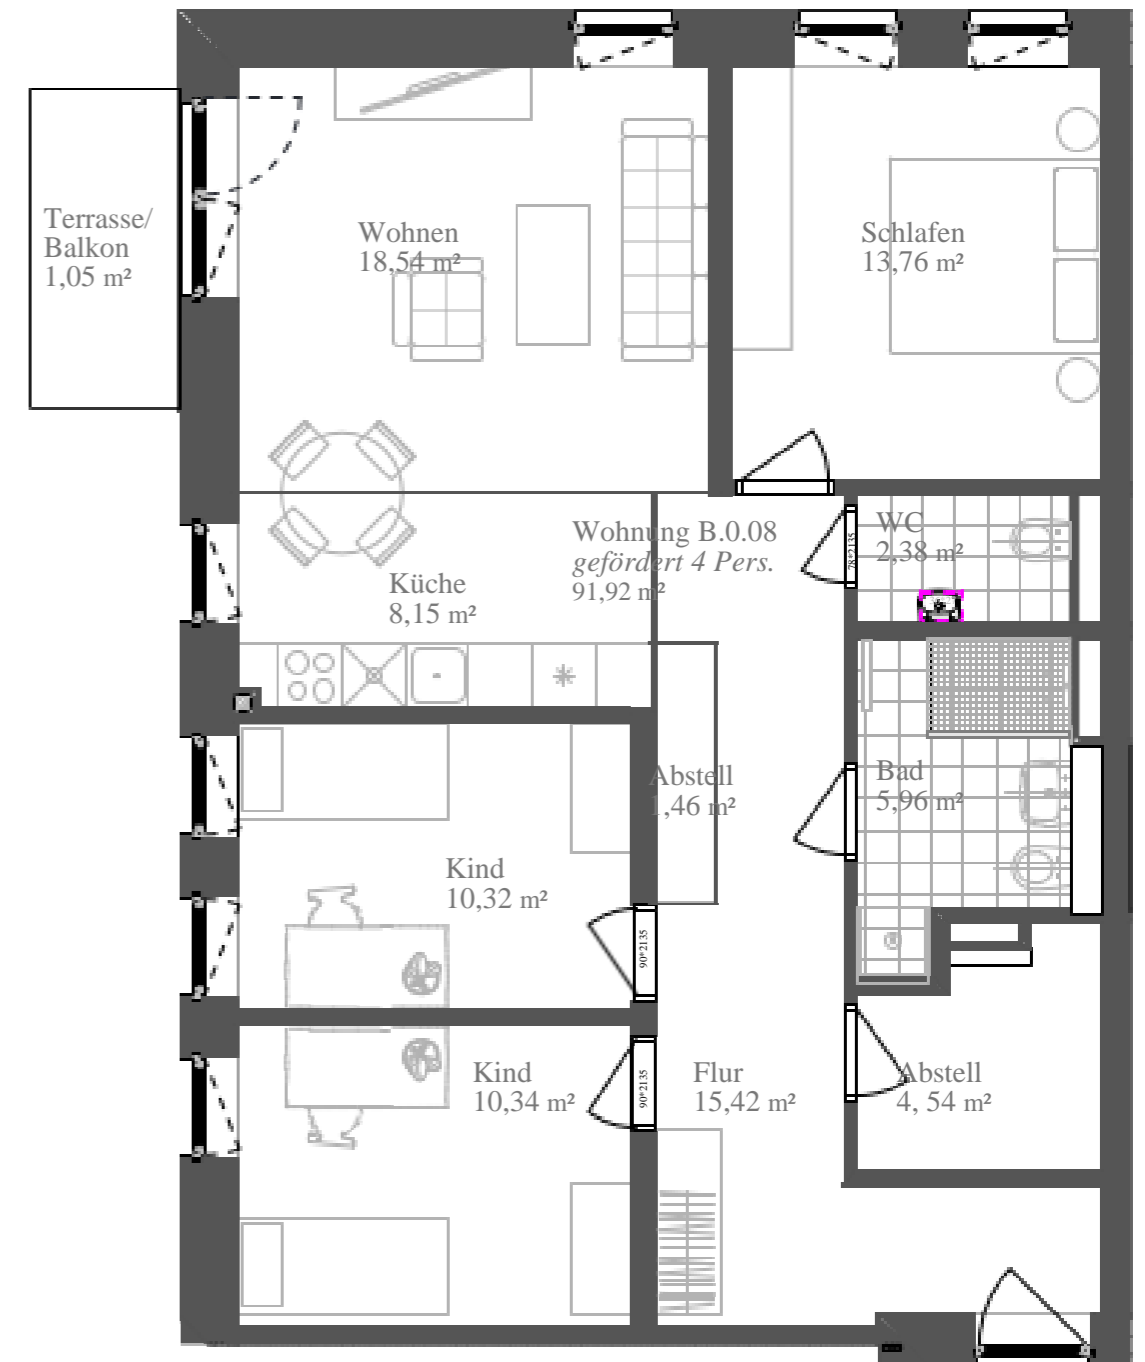 Terrasse/
Balkon
1,05 m²
Wohnen
18,54 m²
Schlafen
13,76 m²
Wohnung B.0.08
gefördert 4 Pers.
91,92 m²
WC
2,38 m²
78*2135
Küche
8,15 m²
Abstell
1,46 m²
Bad
5,96 m²
Kind
10,32 m²
90*2135
Kind
10,34 m²
90*2135
Flur
15,42 m²
Abstell
4, 54 m²